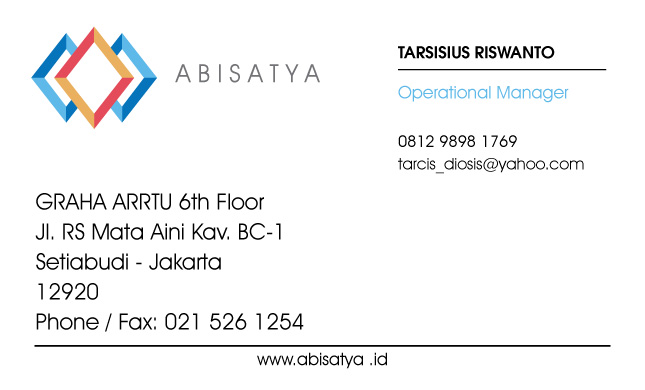 ABISATYA
TARSISIUS RISWANTO
Operational Manager
0812 9898 1769
tarcis_diosis@yahoo.com
GRAHA ARRTU 6th Floor
Jl. RS Mata Aini Kav. BC-1
Setiabudi - Jakarta
12920
Phone / Fax: 021 526 1254
www.abisatya .id